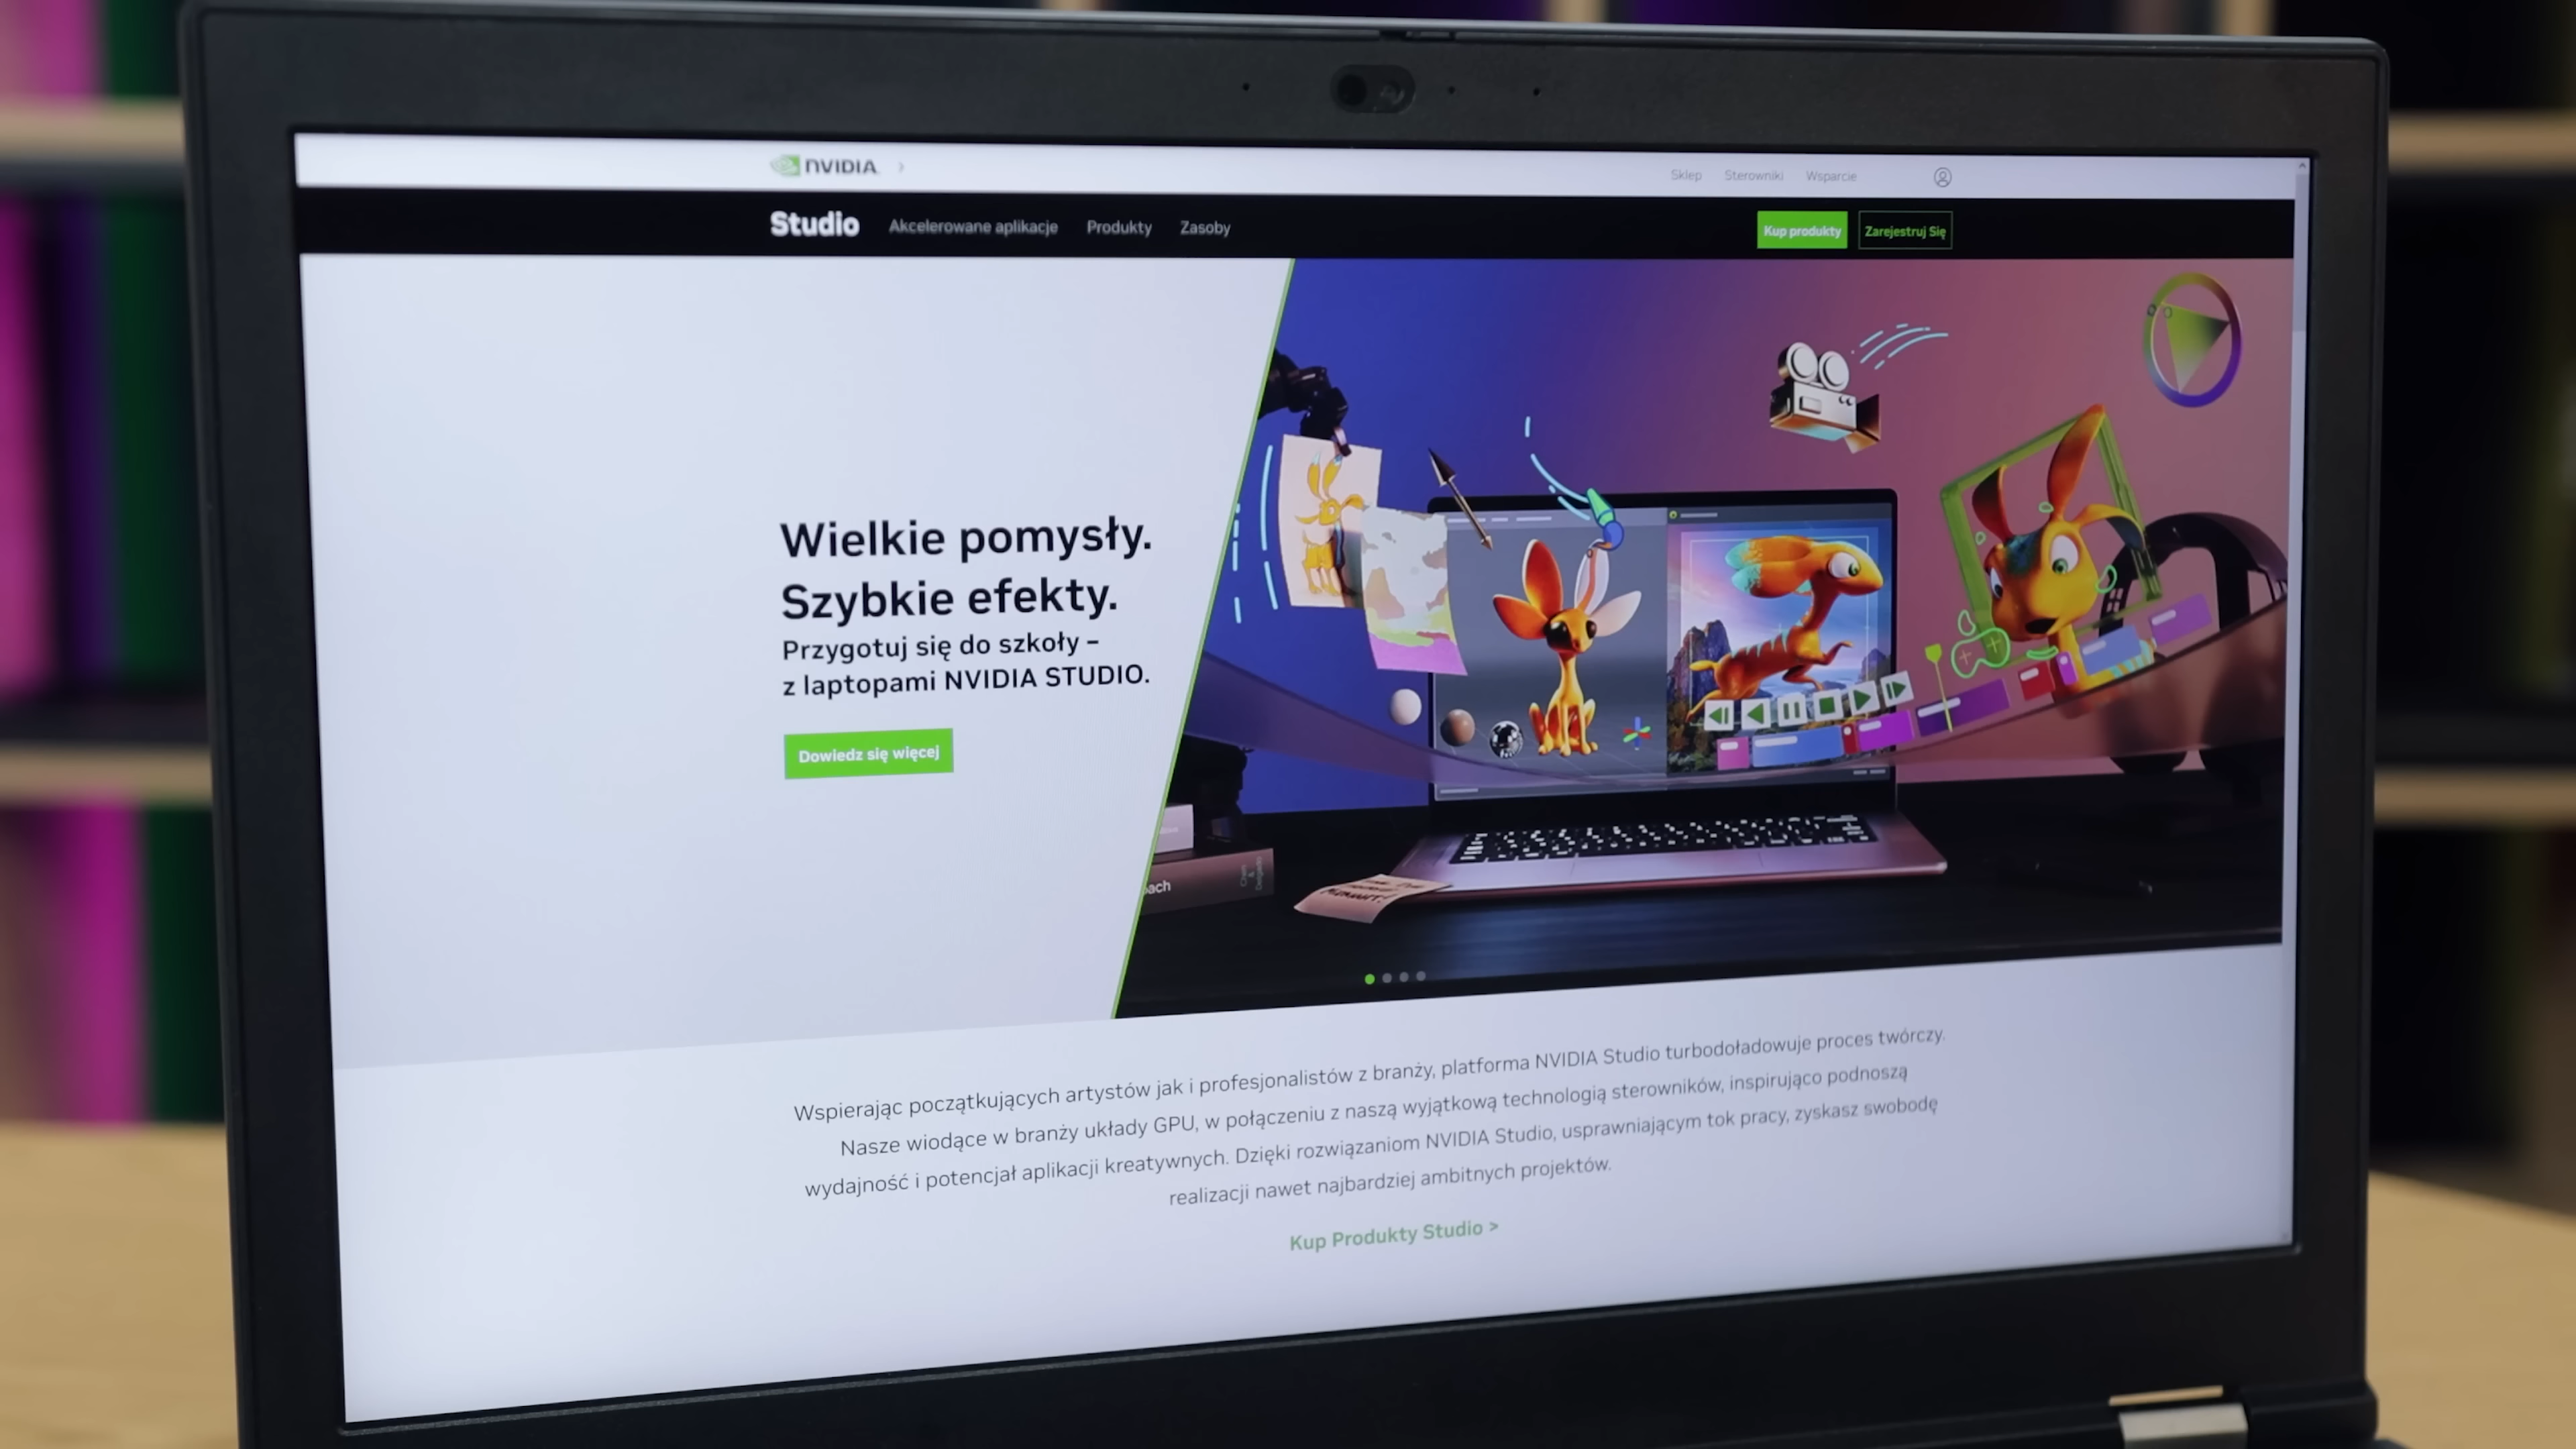 NVIDIA
Sklep Sterowniki Wsparcie
Studio Akcelerowane aplikacje Produkty Zasoby Kup produkty Zarejestruj Się
Wielkie pomysły.
Szybkie efekty.
Przygotuj się do szkoły –
z laptopami NVIDIA STUDIO.
Dowiedz się więcej
Wspierając początkujących artystów jak i profesjonalistów z branży, platforma NVIDIA Studio turbodoładowuje proces twórczy.
Nasze wiodące w branży układy GPU, w połączeniu z naszą wyjątkową technologią sterowników, inspirująco podnoszą
wydajność i potencjał aplikacji kreatywnych. Dzięki rozwiązaniom NVIDIA Studio, usprawniającym tok pracy, zyskasz swobodę
realizacji nawet najbardziej ambitnych projektów.
Kup Produkty Studio >